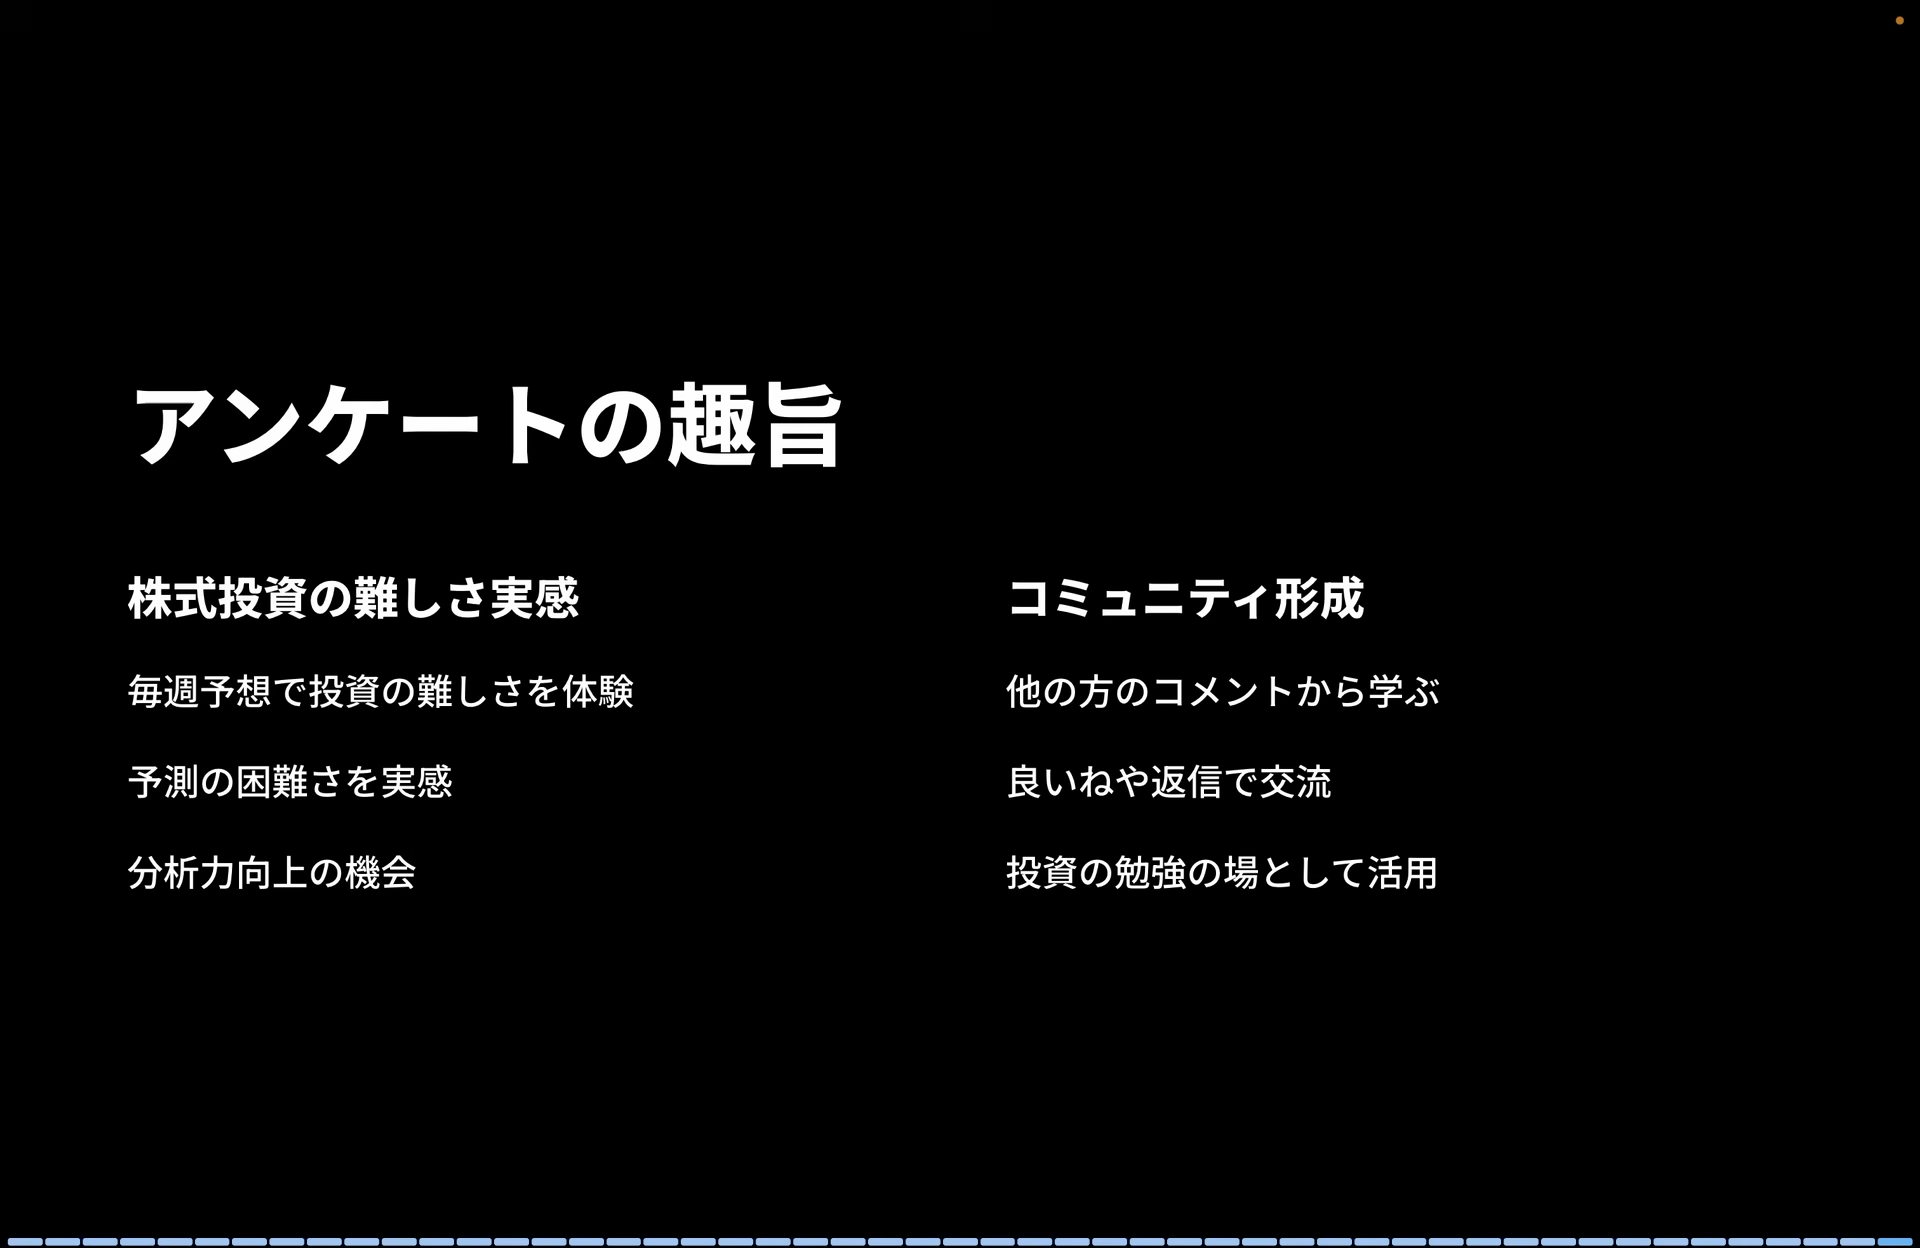 アンケートの趣旨
株式投資の難しさ実感
毎週予想で投資の難しさを体験
予測の困難さを実感
分析力向上の機会
コミュニティ形成
他の方のコメントから学ぶ
良いねや返信で交流
投資の勉強の場として活用